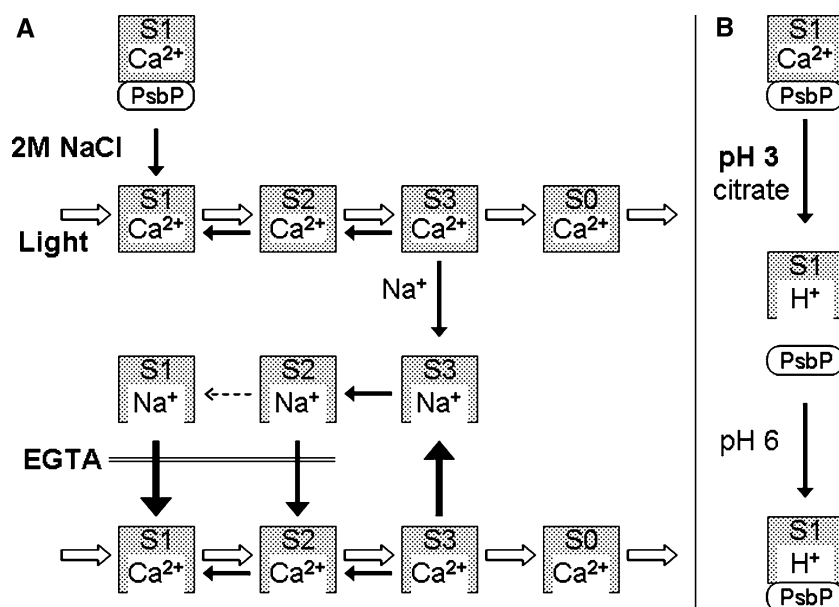 A
S1
Ca²⁺
PsbP
2M NaCl
S1
Ca²⁺
S2
Ca²⁺
S3
Ca²⁺
S0
Ca²⁺
Light
Na⁺
S1
Na⁺
S2
Na⁺
S3
Na⁺
EGTA
S1
Ca²⁺
S2
Ca²⁺
S3
Ca²⁺
S0
Ca²⁺
B
S1
Ca²⁺
PsbP
pH 3
citrate
S1
H⁺
PsbP
pH 6
S1
H⁺
PsbP